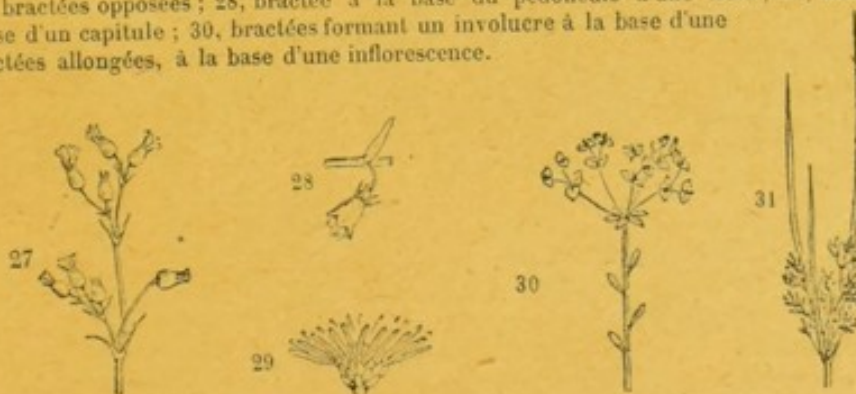 bractées opposées ; 28, bractée à la base du pédoncule d'une
se d'un capitule ; 30, bractées formant un involucre à la base d'une
ctées allongées, à la base d'une inflorescence.
28
31
27
30
29